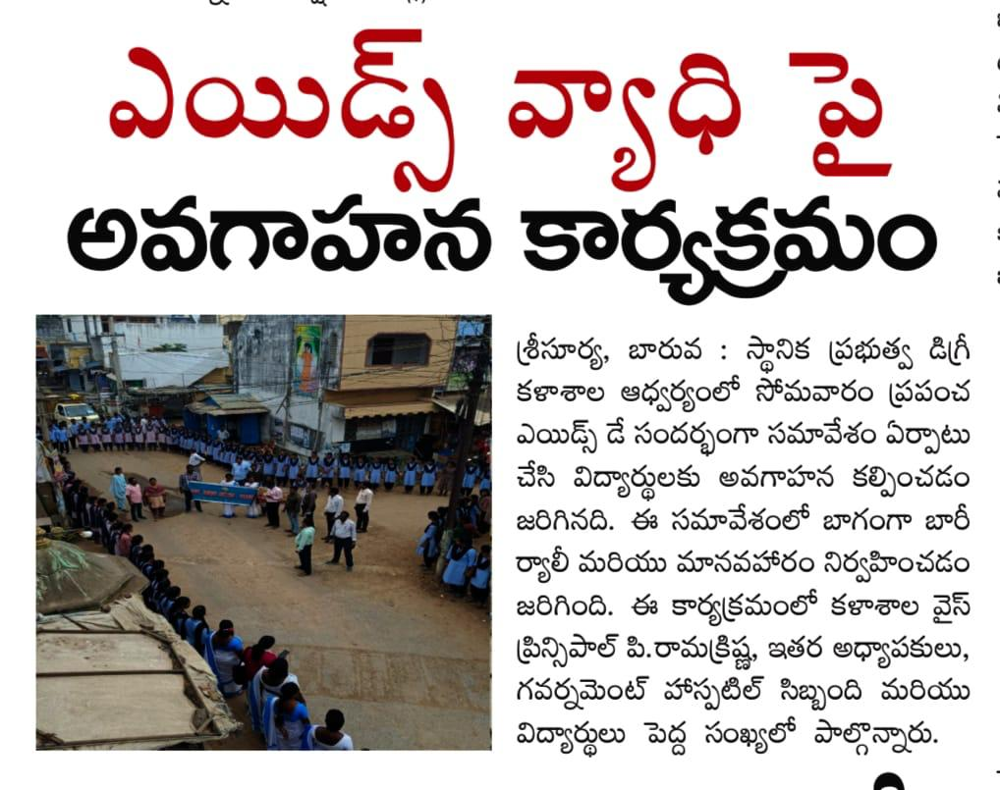 ఎయిడ్స్ వ్యాధి పై
అవగాహన కార్యక్రమం
శ్రీసూర్య, బారువ : స్థానిక ప్రభుత్వ డిగ్రీ
కళాశాల ఆధ్వర్యంలో సోమవారం ప్రపంచ
ఎయిడ్స్ డే సందర్భంగా సమావేశం ఏర్పాటు
చేసి విద్యార్థులకు అవగాహన కల్పించడం
జరిగినది. ఈ సమావేశంలో బాగంగా బారీ
ర్యాలీ మరియు మానవహారం నిర్వహించడం
జరిగింది. ఈ కార్యక్రమంలో కళాశాల వైస్
ప్రిన్సిపాల్ పి.రామక్రిష్ణ, ఇతర అధ్యాపకులు,
గవర్నమెంట్ హాస్పటిల్ సిబ్బంది మరియు
విద్యార్థులు పెద్ద సంఖ్యలో పాల్గొన్నారు.